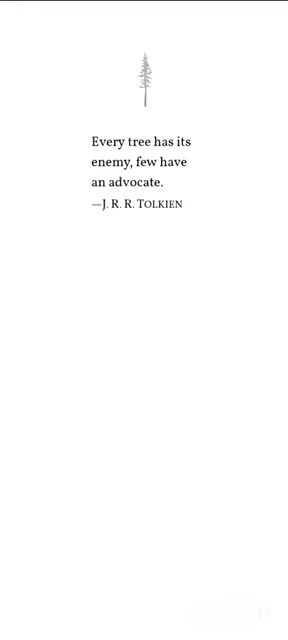 Every tree has its
enemy, few have
an advocate.
—J. R. R. TOLKIEN